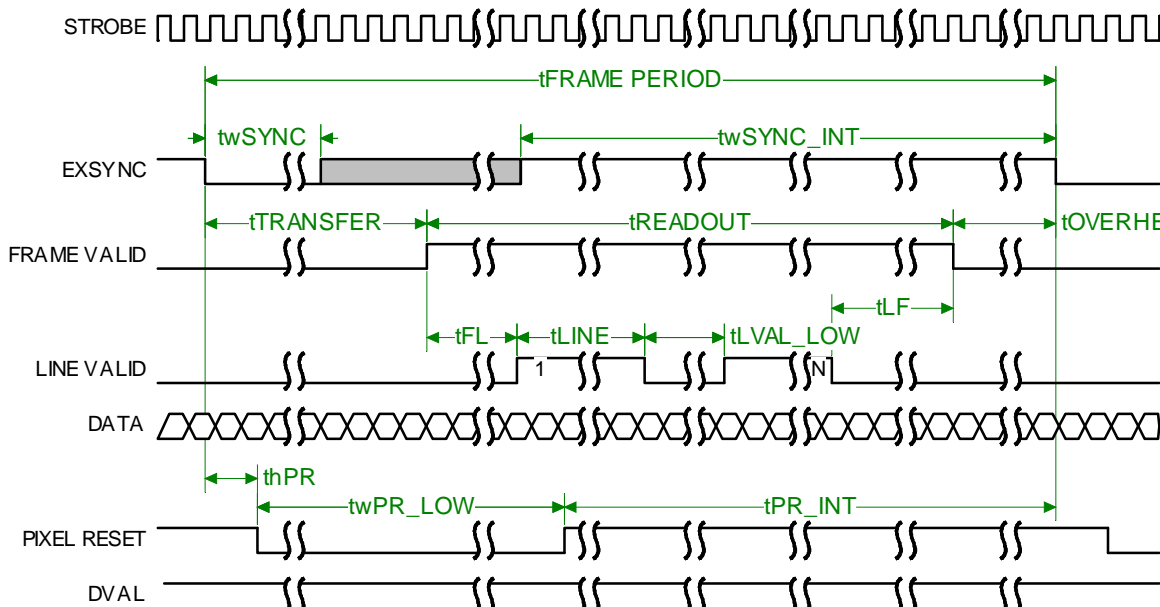 STROBE
tFRAME PERIOD
twSYNC
twSYNC_INT
EXSYNC
tTRANSFER
tREADOUT
tOVERHE
FRAME VALID
tLF
tFL
tLINE
tLVAL_LOW
LINE VALID
1
N
DATA
thPR
twPR_LOW
tPR_INT
PIXEL RESET
DVAL